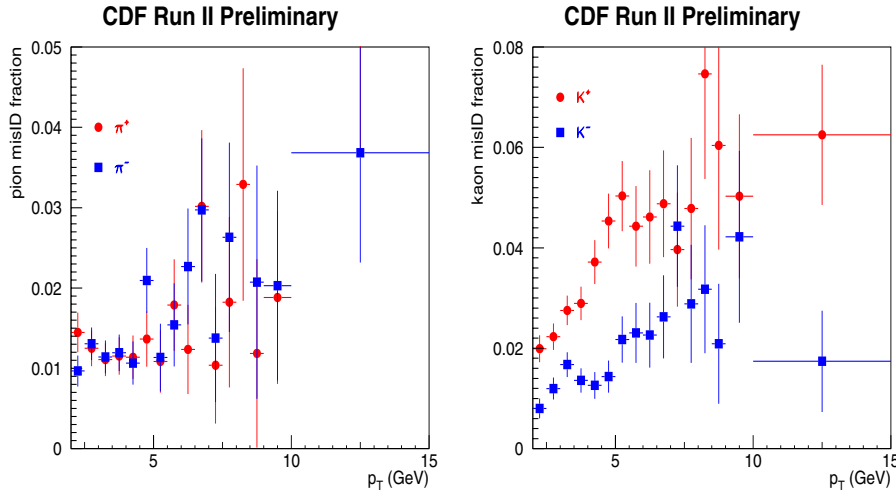 CDF Run II Preliminary
pion misID fraction
0.05
0.04
0.03
0.02
0.01
0
π+
π-
5
10
15
pT (GeV)
CDF Run II Preliminary
kaon misID fraction
0.08
0.06
0.04
0.02
0
K+
K-
5
10
15
pT (GeV)